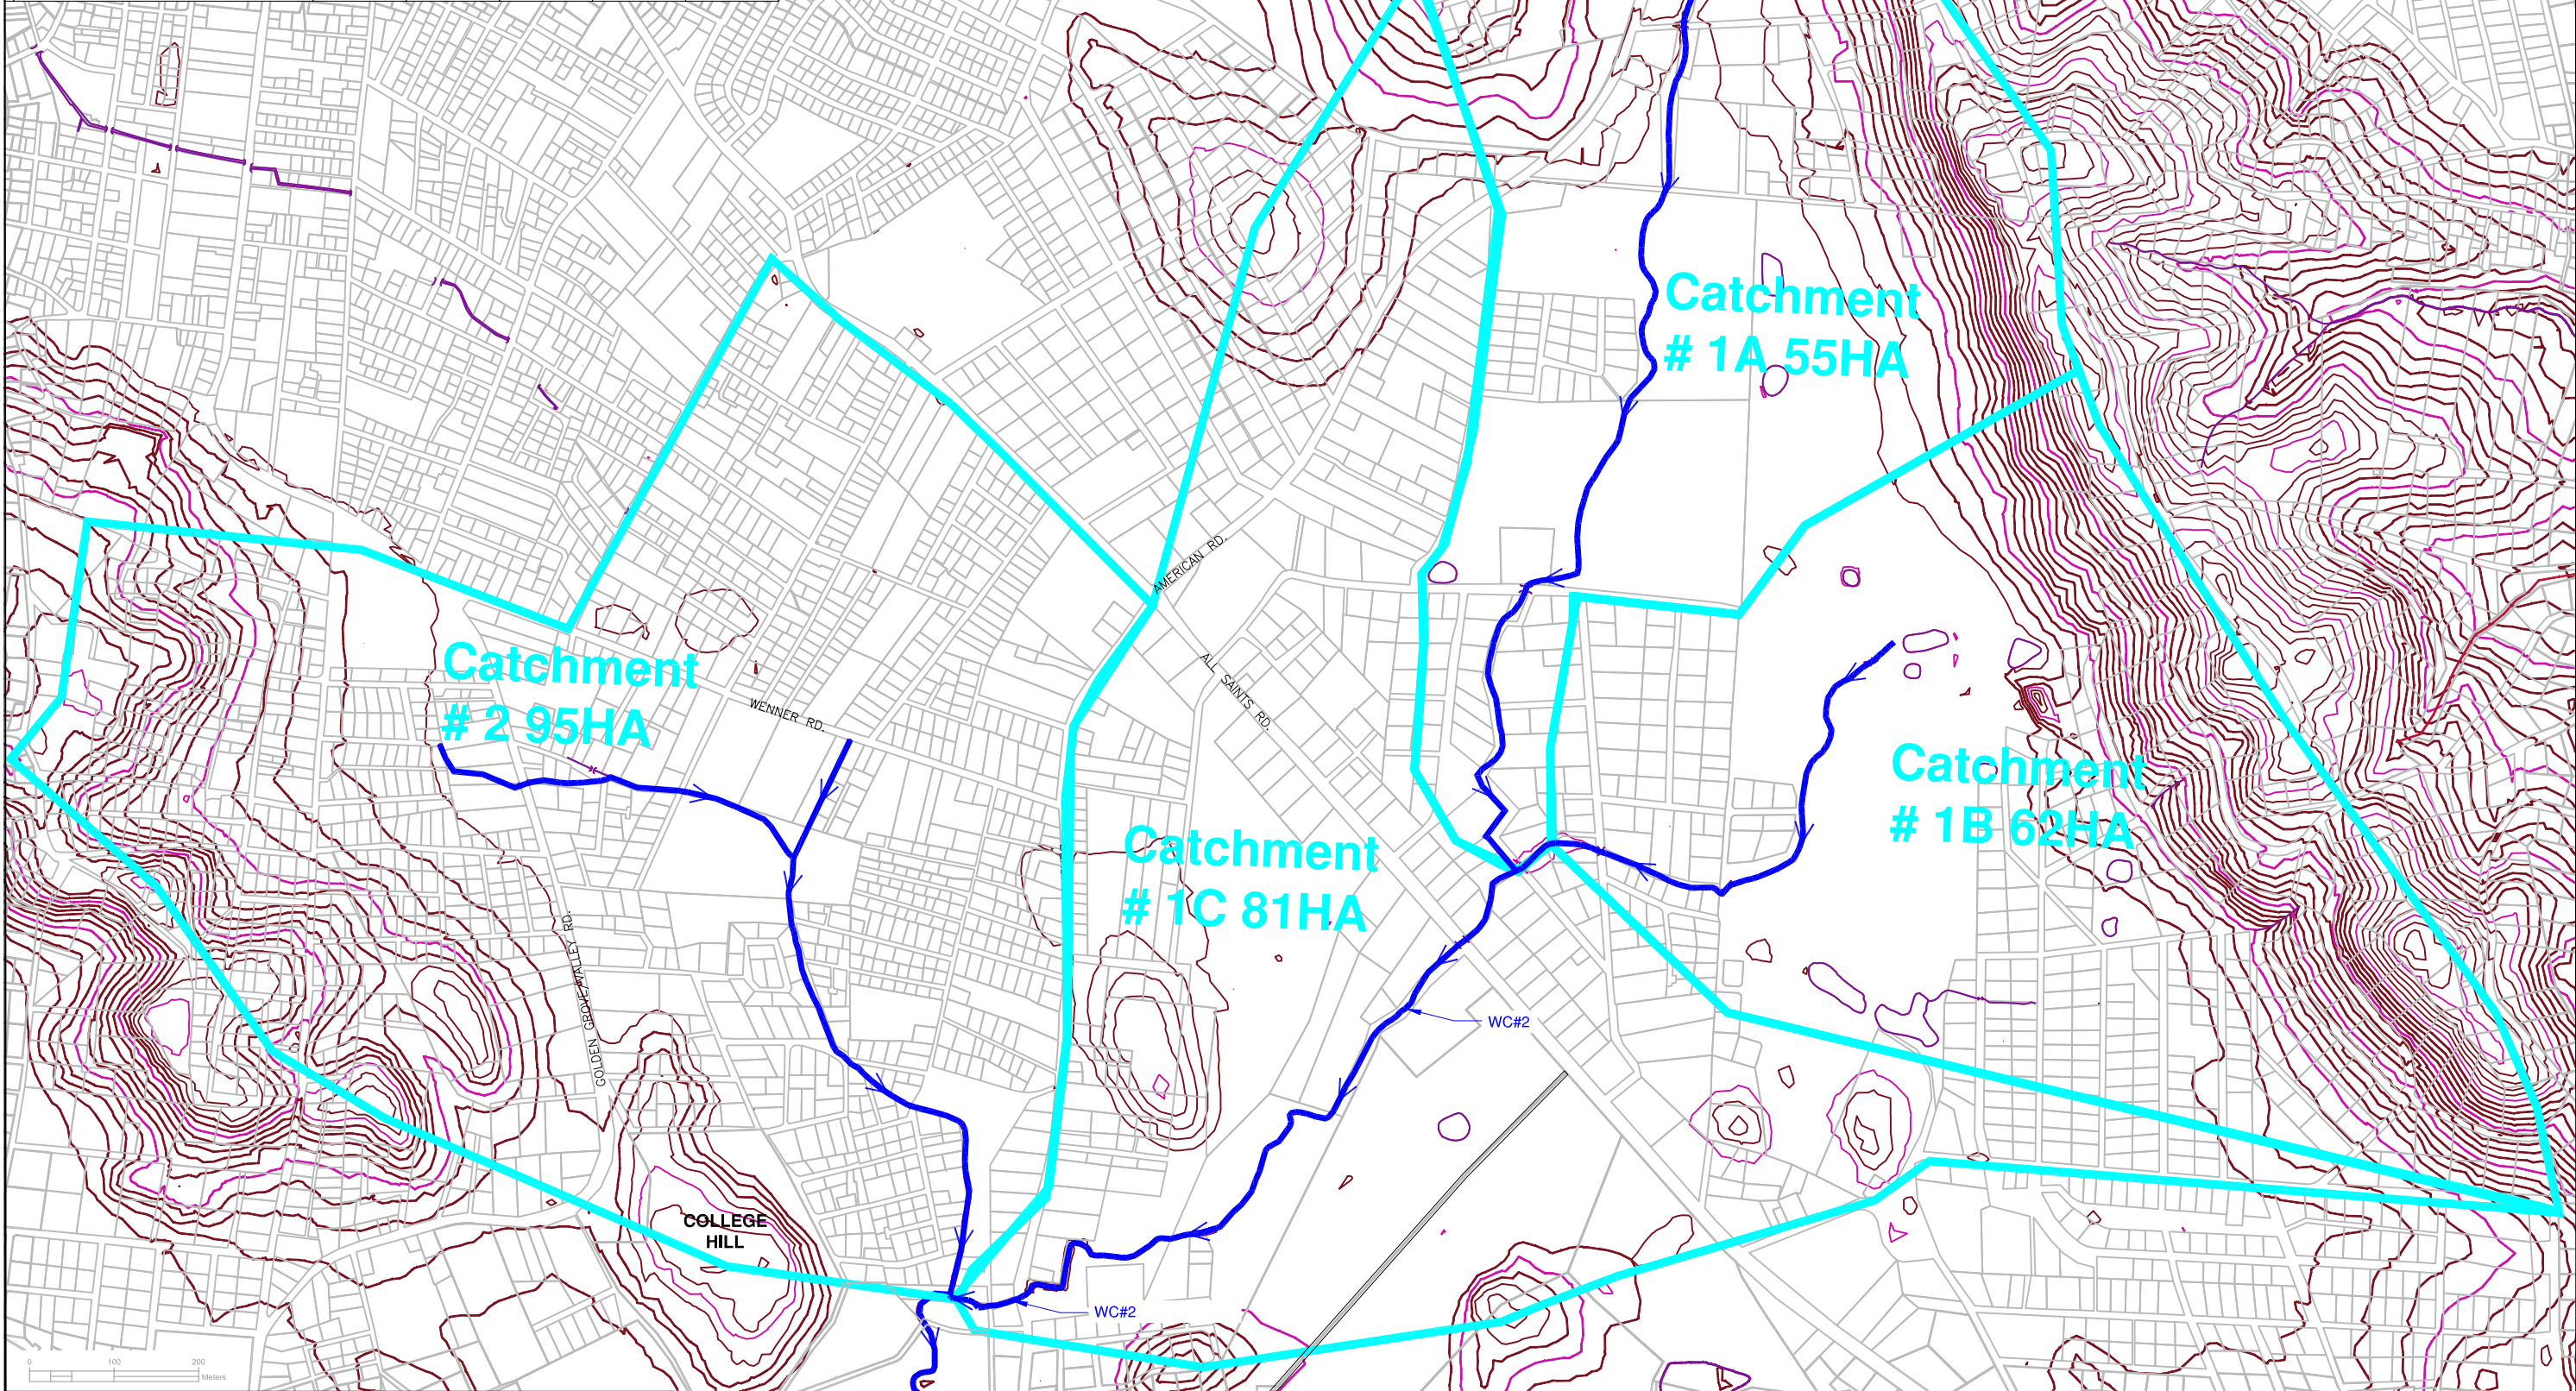 Catchment
# 1A 55HA
AMERICAN RD.
Catchment
# 2 95HA
ALL SAINTS RD.
WENNER RD.
Catchment
# 1B 62HA
Catchment
# 1C 81HA
GOLDEN GROVE/VALLEY RD.
WC#2
COLLEGE
HILL
WC#2
0 100 200
Meters